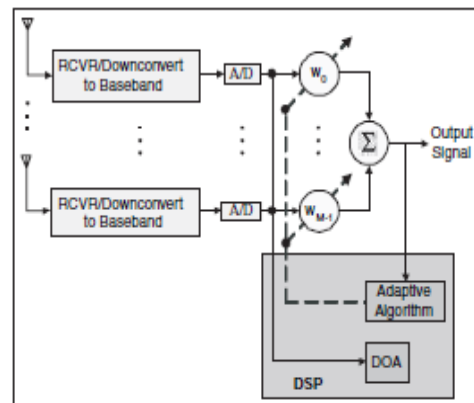 RCVR/Downconvert
to Baseband
A/D
W0
Σ
Output
Signal
RCVR/Downconvert
to Baseband
A/D
WM-1
Adaptive
Algorithm
DOA
DSP